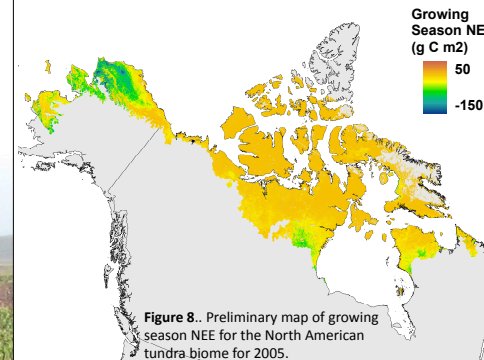 Growing
Season NE
(g C m2)
50
-150
Figure 8.. Preliminary map of growing
season NEE for the North American
tundra biome for 2005.